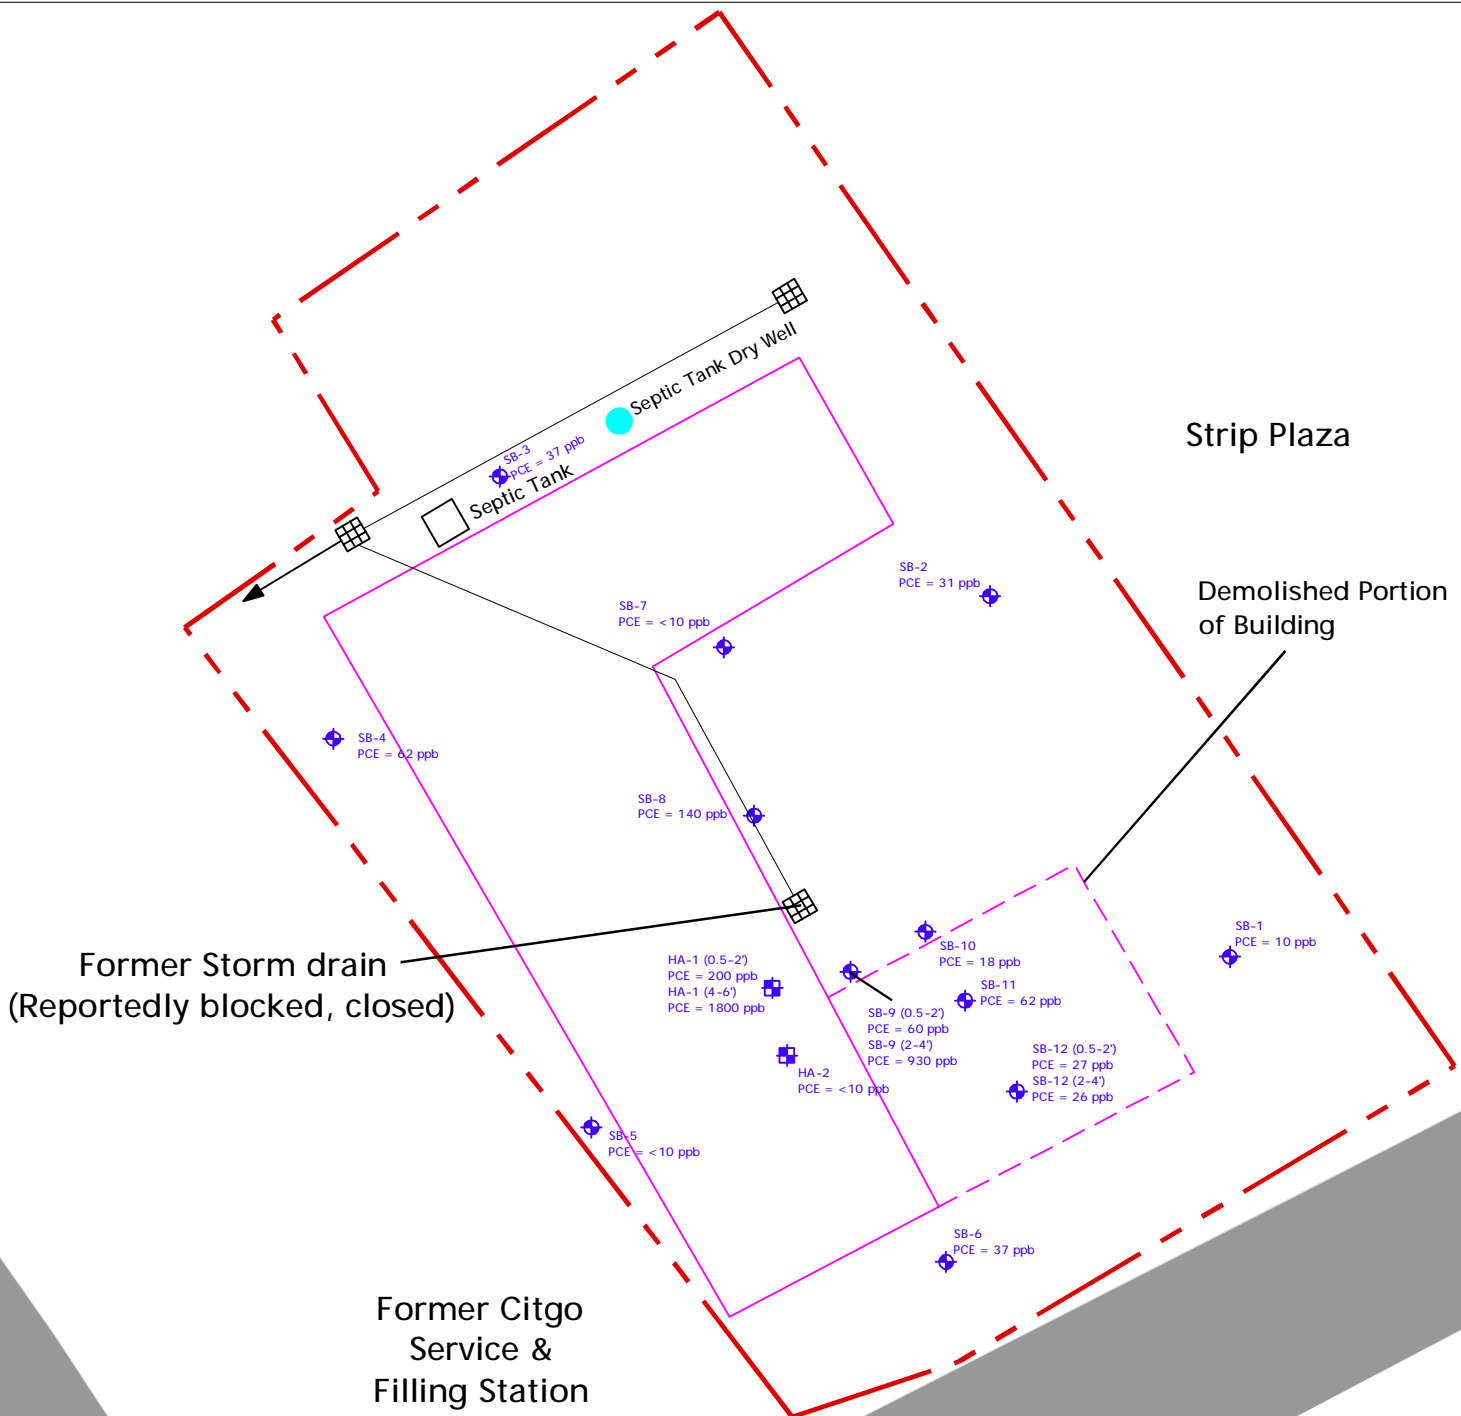 Septic Tank Dry Well
SB-3
PCE = 37 ppb
Septic Tank
Strip Plaza
SB-2
PCE = 31 ppb
Demolished Portion
of Building
SB-7
PCE = <10 ppb
SB-4
PCE = 62 ppb
SB-8
PCE = 140 ppb
Former Storm drain
(Reportedly blocked, closed)
HA-1 (0.5-2')
PCE = 200 ppb
HA-1 (4-6')
PCE = 1800 ppb
SB-10
PCE = 18 ppb
SB-1
PCE = 10 ppb
SB-11
PCE = 62 ppb
SB-9 (0.5-2')
PCE = 60 ppb
SB-9 (2-4')
PCE = 930 ppb
SB-12 (0.5-2')
PCE = 27 ppb
SB-12 (2-4')
PCE = 26 ppb
HA-2
PCE = <10 ppb
SB-5
PCE = <10 ppb
SB-6
PCE = 37 ppb
Former Citgo
Service &
Filling Station